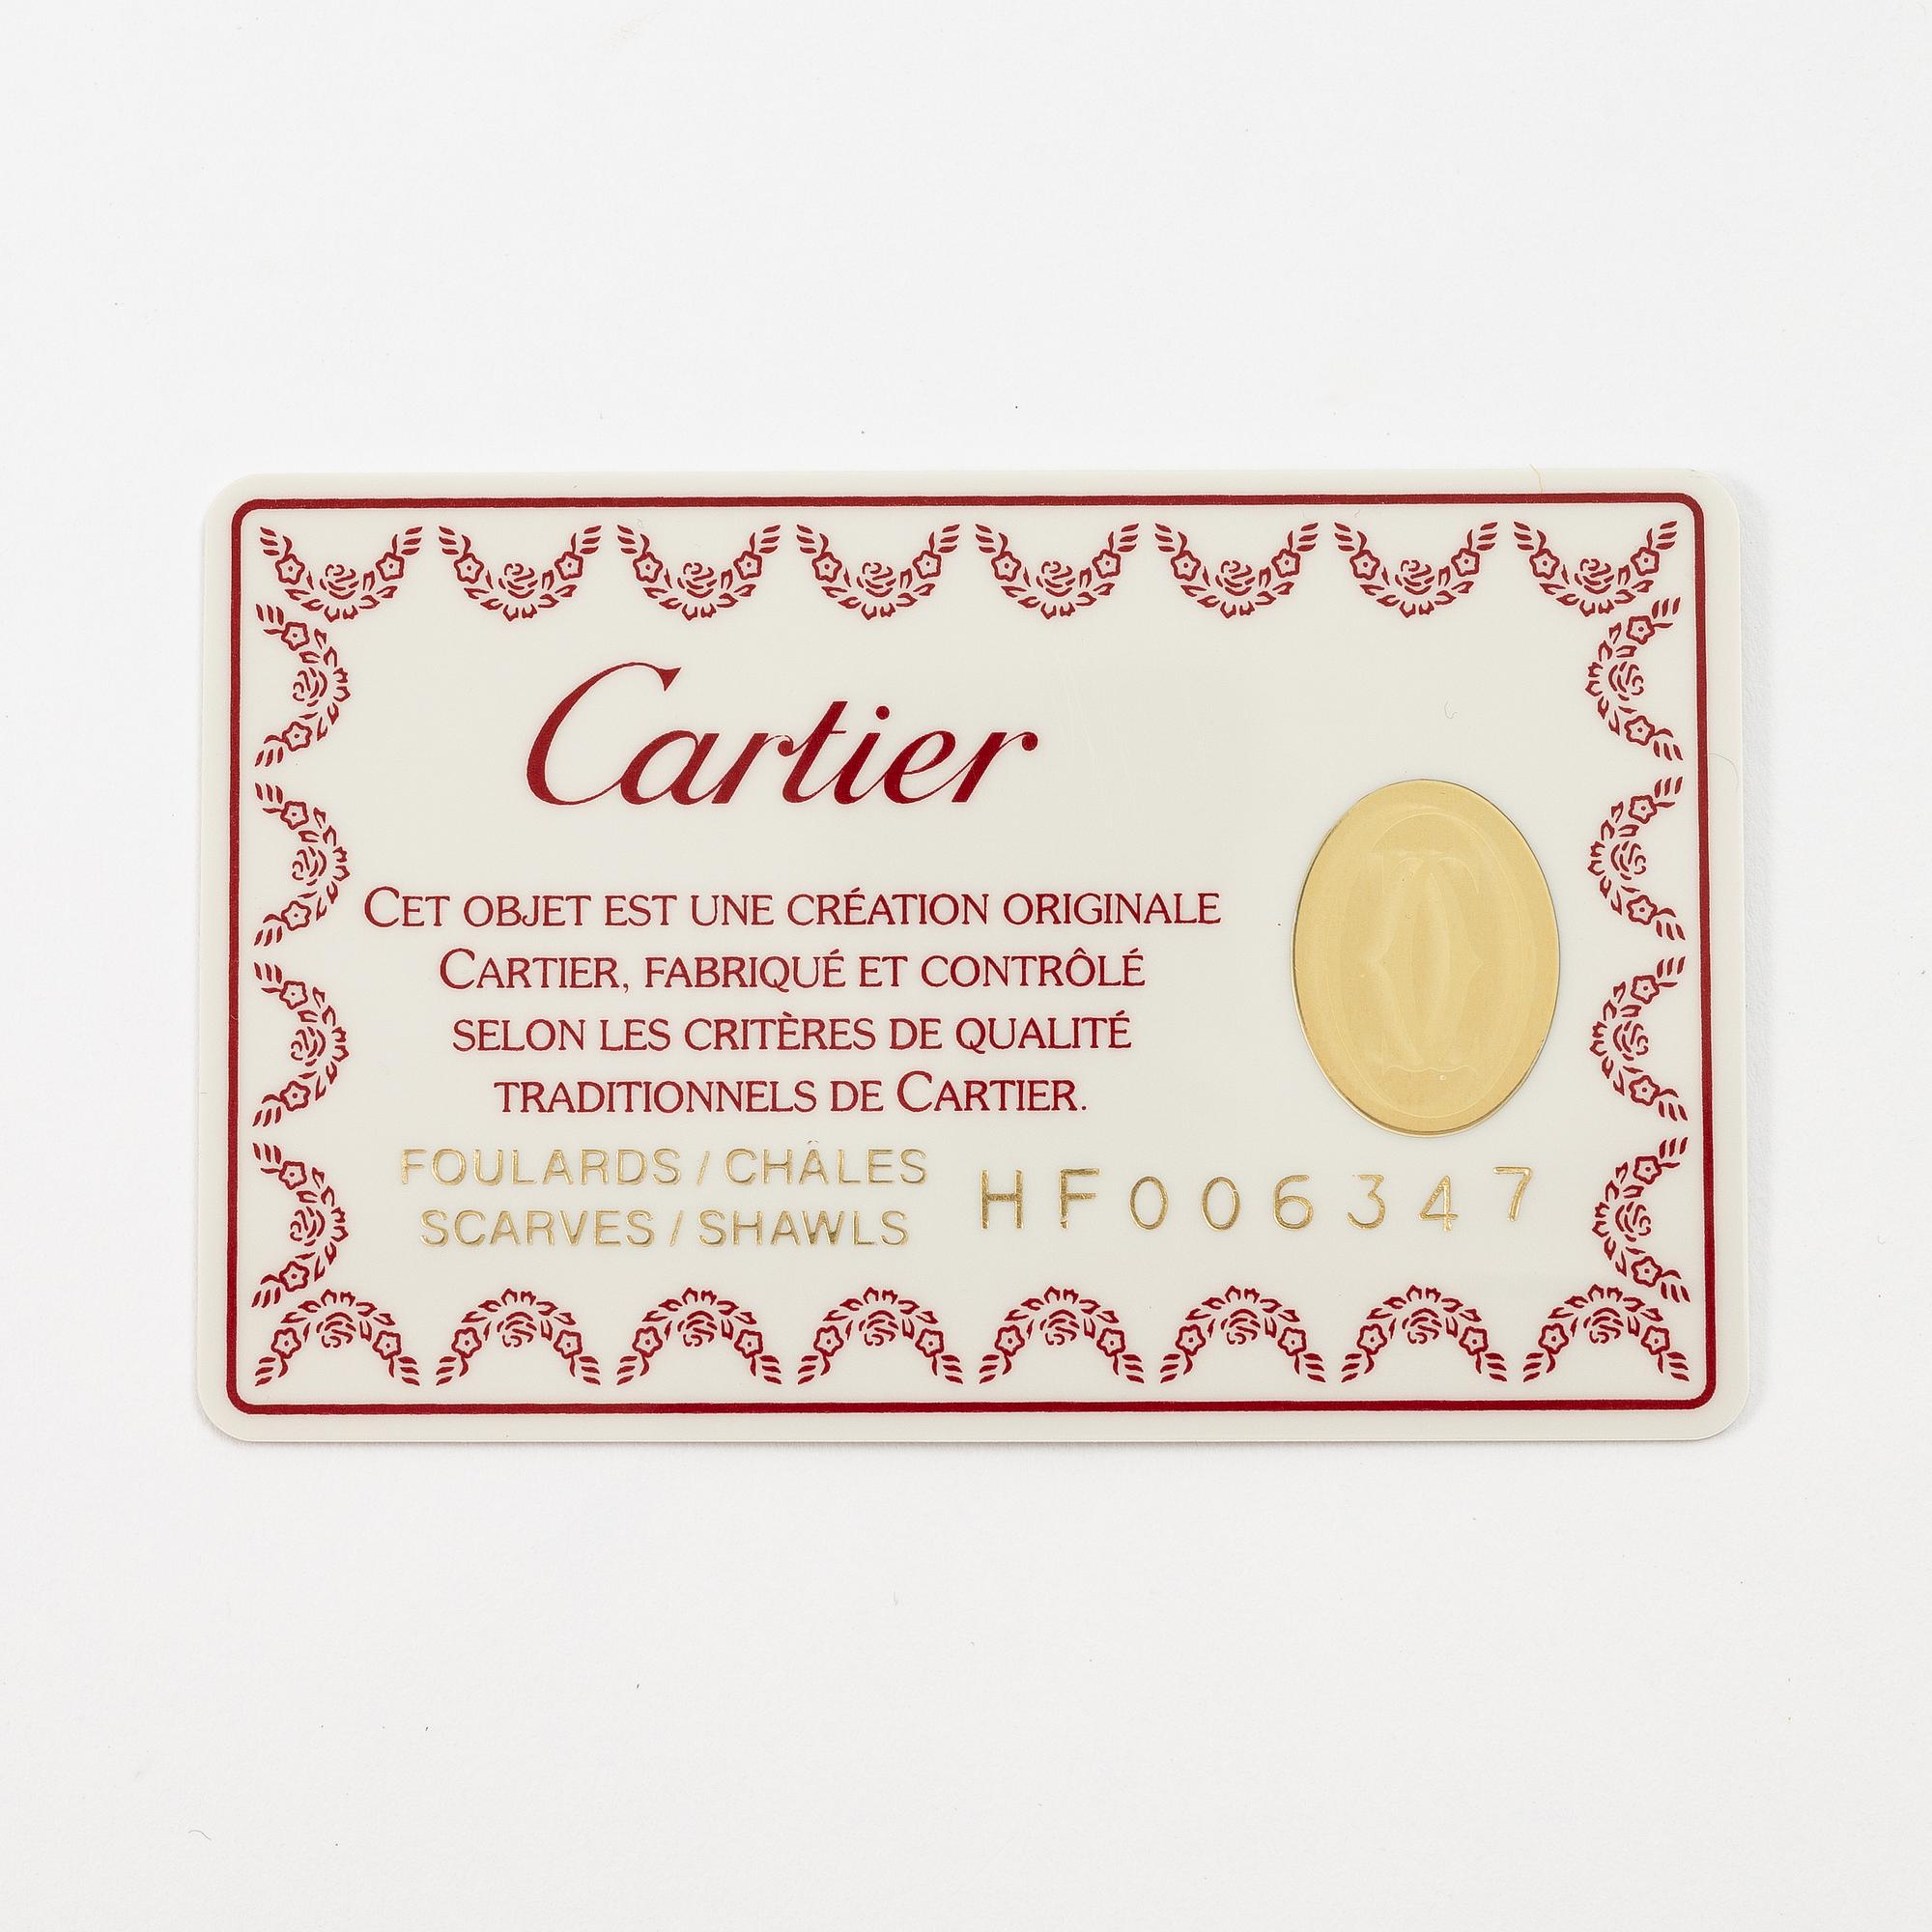 Cartier
CET OBJET EST UNE CRÉATION ORIGINALE
CARTIER, FABRIQUÉ ET CONTRÔLÉ
SELON LES CRITÈRES DE QUALITÉ
TRADITIONNELS DE CARTIER.
FOULARDS / CHÂLES
SCARVES / SHAWLS
HF006347